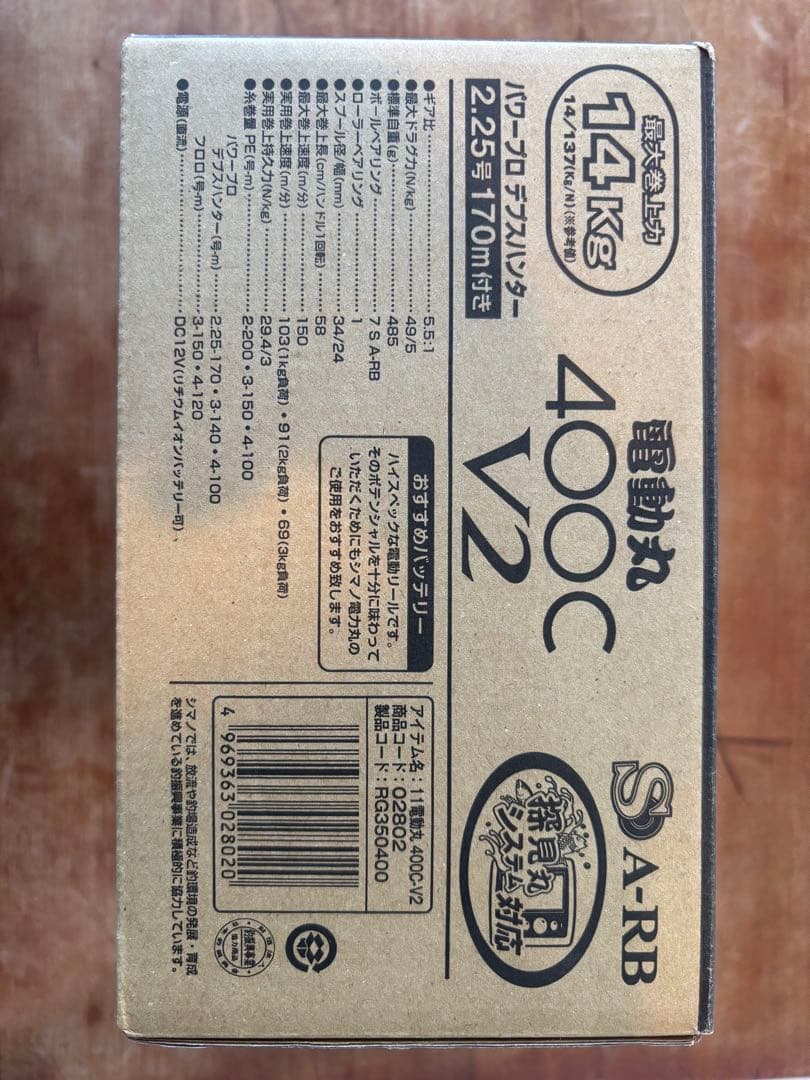 最大巻上力
14Kg
14/137(Kg/N)(※参考値)
電動丸
400C
V2
S A-RB
探見丸
システム
対応
パワープロ デプスハンター
2.25号 170m付き
●ギア比……5.5:1
●最大ドラグ力(N/kg)……49/5
●標準自重(g)……485
●ボールベアリング……7 S A-RB
●ローラーベアリング……1
●スプール径/幅(mm)……34/24
●最大巻上長(cm/ハンドル1回転)……58
●最大巻上速度(m/分)……150
●実用巻上速度(m/分)……103(1kg負荷)・91(2kg負荷)・69(3kg負荷)
●実用巻上持久力(N/kg)……29.4/3
●糸巻量 PE(号-m)……2-200・3-150・4-100
パワープロ
デプスハンター(号-m)……2.25-170・3-140・4-100
フロロ(号-m)……3-150・4-120
●電源(直流)……DC12V(リチウムイオンバッテリー可)、
おすすめバッテリー
ハイスペックな電動リールです。
そのポテンシャルを十分に味わって
いただくためにもシマノ電力丸の
ご使用をおすすめ致します。
アイテム名：11電動丸 400C-V2
商品コード：02802
製品コード：RG350400
4 969363 028020
シマノでは、放流や釣場造成など釣環境の発展・育成
を進めている釣振興事業に積極的に協力しています。
釣振興事業
協力商品